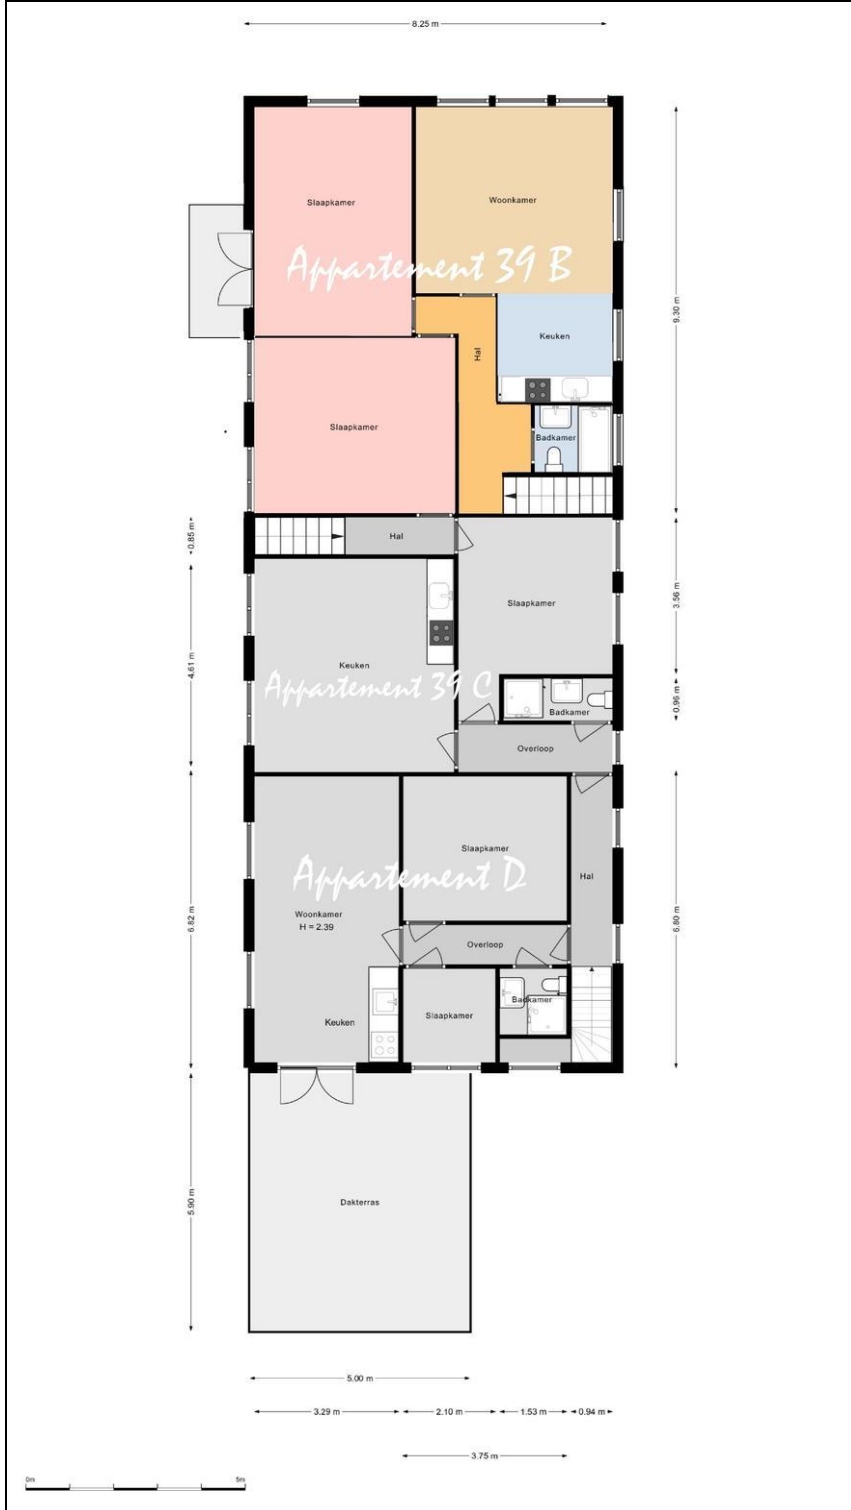 8.25 m
Slaapkamer
Woonkamer
Appartement 39 B
9.30 m
Keuken
Hal
Slaapkamer
Badkamer
0.85 m
Hal
3.56 m
Slaapkamer
4.61 m
Keuken
Appartement 39 C
0.96 m
Badkamer
Overloop
Slaapkamer
Appartement D
Hal
Woonkamer
H = 2.39
6.82 m
6.80 m
Overloop
Badkamer
Slaapkamer
Keuken
5.90 m
Dakterras
5.00 m
3.29 m
2.10 m
1.53 m
0.94 m
3.75 m
0m
5m